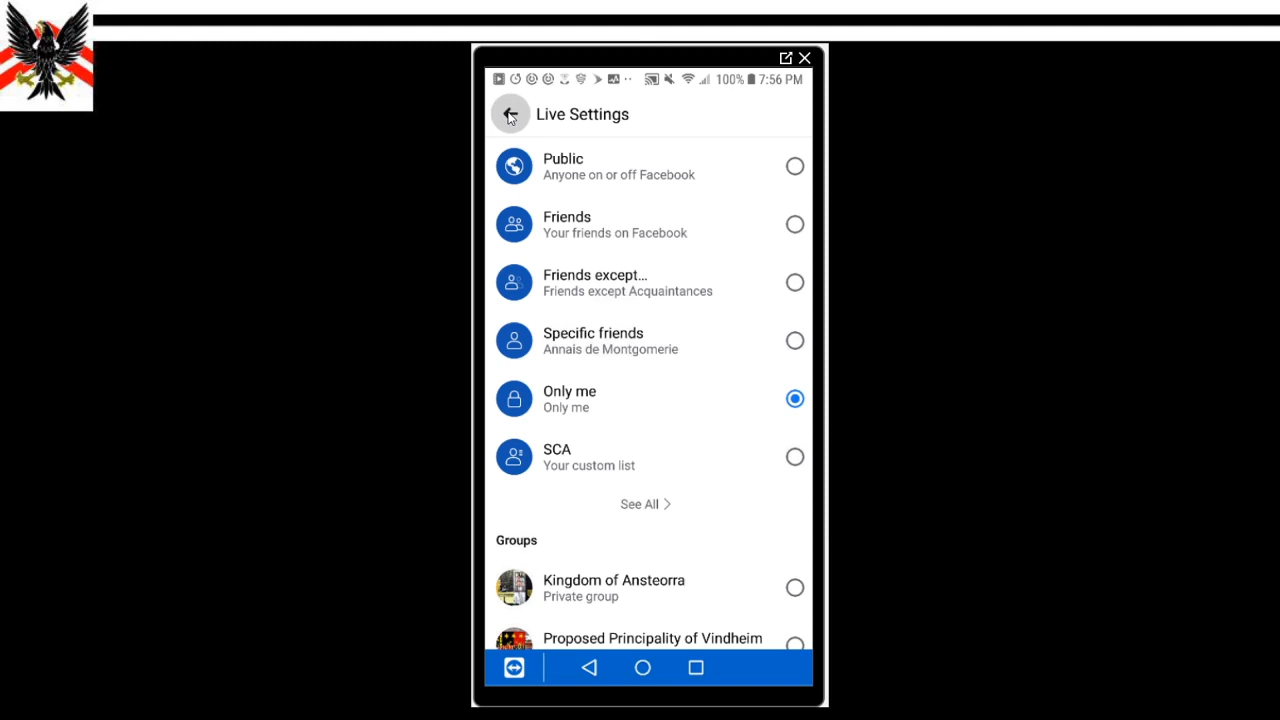 100% 7:56 PM
Live Settings
Public
Anyone on or off Facebook
Friends
Your friends on Facebook
Friends except...
Friends except Acquaintances
Specific friends
Annais de Montgomerie
Only me
Only me
SCA
Your custom list
See All
Groups
Kingdom of Ansteorra
Private group
Proposed Principality of Vindheim